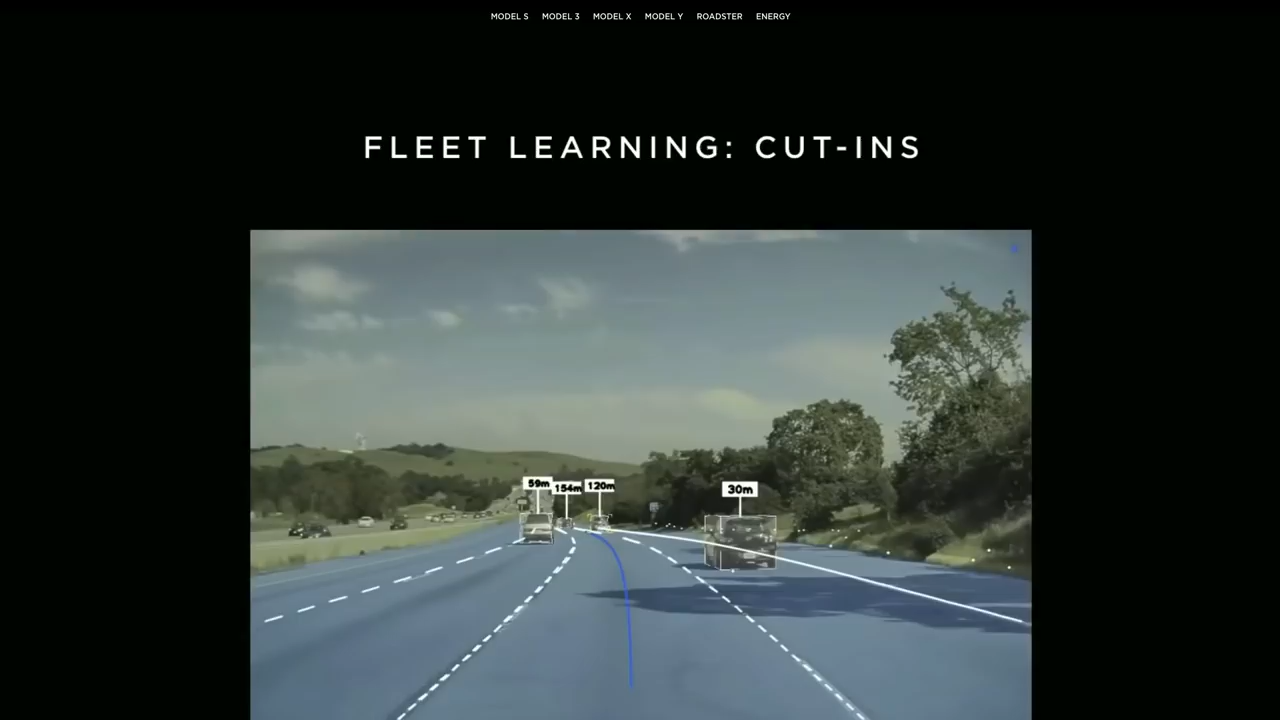 MODEL S MODEL 3 MODEL X MODEL Y ROADSTER ENERGY
FLEET LEARNING: CUT-INS
59m 154m 120m 30m